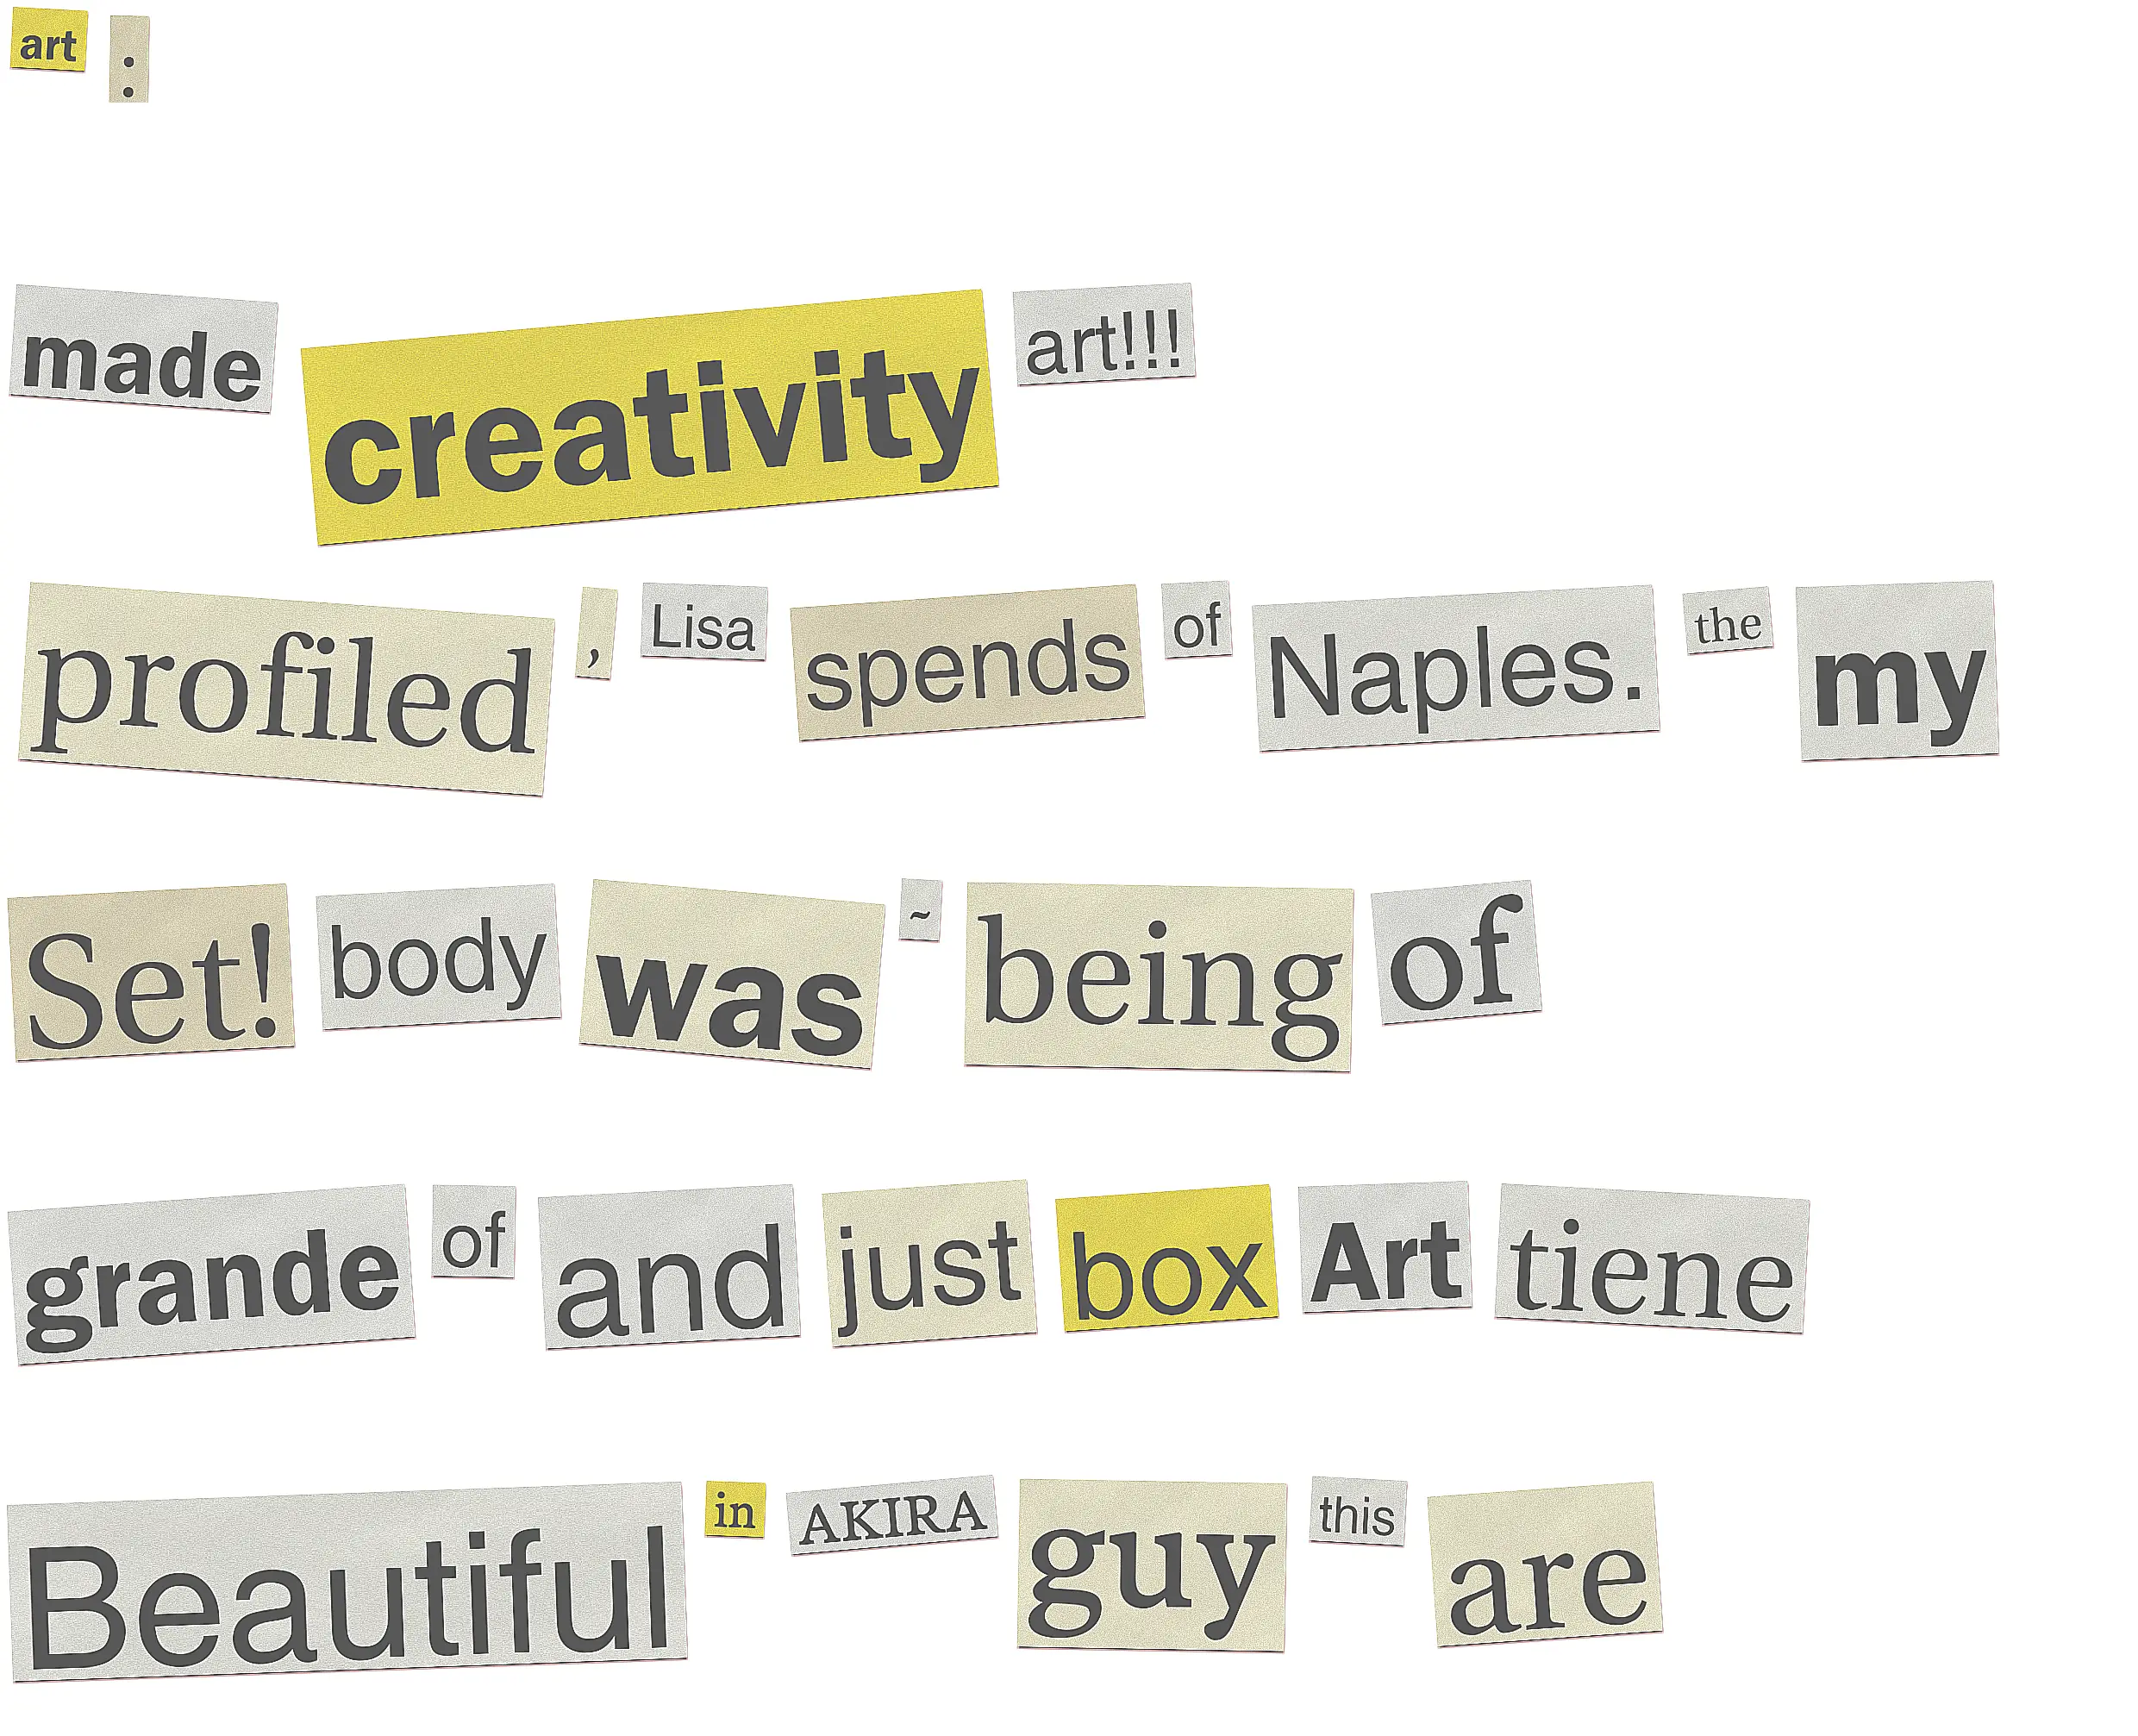 art :
made creativity art!!!
profiled , Lisa spends of Naples. the my
Set! body was ~ being of
grande of and just box Art tiene
Beautiful in AKIRA guy this are